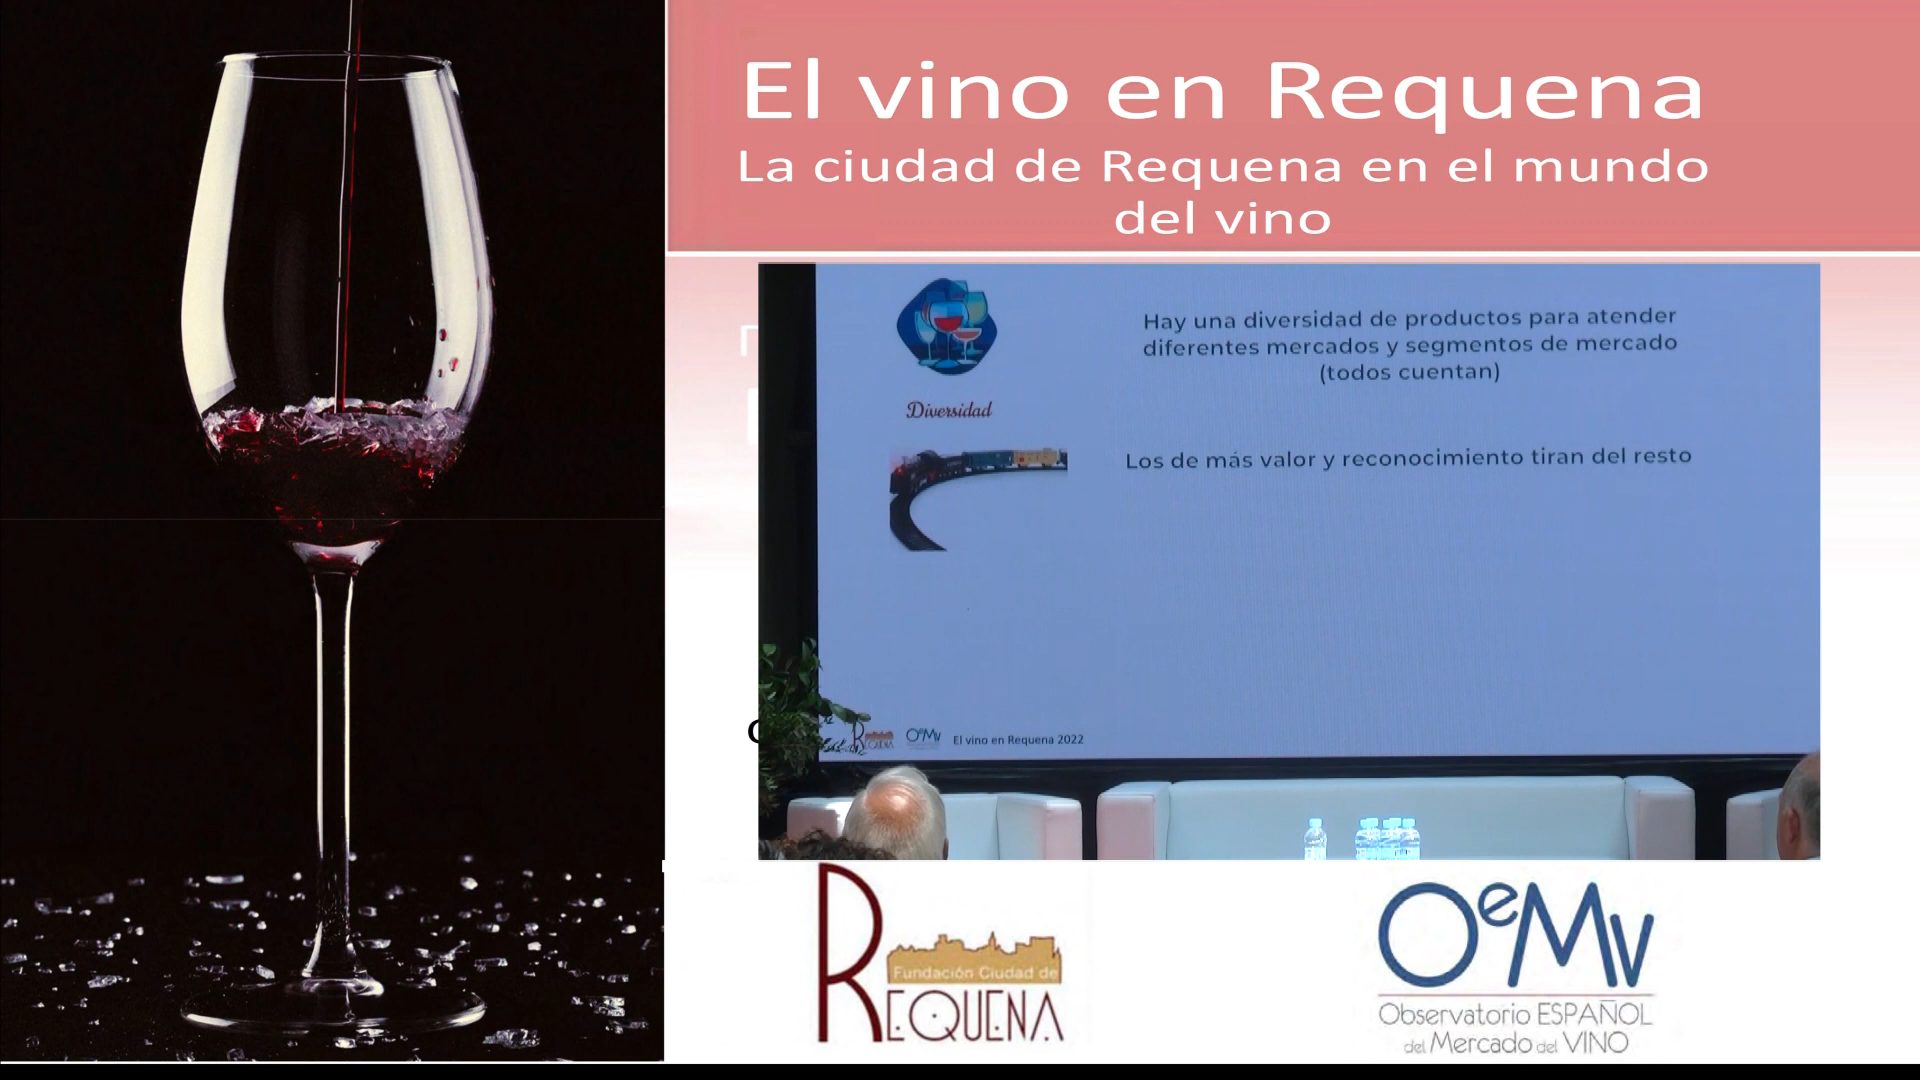 El vino en Requena
La ciudad de Requena en el mundo
del vino
Hay una diversidad de productos para atender
diferentes mercados y segmentos de mercado
(todos cuentan)
Diversidad
Los de más valor y reconocimiento tiran del resto
REQUENA
OeMv
El vino en Requena 2022
Fundación Ciudad de
REQUENA
OeMv
Observatorio ESPAÑOL
del Mercado del VINO